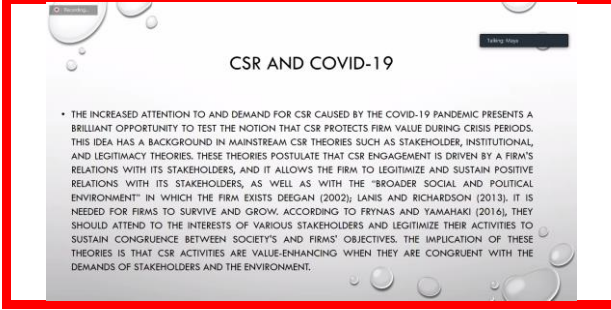 Recording...
Talking: Maya
CSR AND COVID-19
• THE INCREASED ATTENTION TO AND DEMAND FOR CSR CAUSED BY THE COVID-19 PANDEMIC PRESENTS A
BRILLIANT OPPORTUNITY TO TEST THE NOTION THAT CSR PROTECTS FIRM VALUE DURING CRISIS PERIODS.
THIS IDEA HAS A BACKGROUND IN MAINSTREAM CSR THEORIES SUCH AS STAKEHOLDER, INSTITUTIONAL,
AND LEGITIMACY THEORIES. THESE THEORIES POSTULATE THAT CSR ENGAGEMENT IS DRIVEN BY A FIRM'S
RELATIONS WITH ITS STAKEHOLDERS, AND IT ALLOWS THE FIRM TO LEGITIMIZE AND SUSTAIN POSITIVE
RELATIONS WITH ITS STAKEHOLDERS, AS WELL AS WITH THE "BROADER SOCIAL AND POLITICAL
ENVIRONMENT" IN WHICH THE FIRM EXISTS DEEGAN (2002); LANIS AND RICHARDSON (2013). IT IS
NEEDED FOR FIRMS TO SURVIVE AND GROW. ACCORDING TO FRYNAS AND YAMAHAKI (2016), THEY
SHOULD ATTEND TO THE INTERESTS OF VARIOUS STAKEHOLDERS AND LEGITIMIZE THEIR ACTIVITIES TO
SUSTAIN CONGRUENCE BETWEEN SOCIETY'S AND FIRMS' OBJECTIVES. THE IMPLICATION OF THESE
THEORIES IS THAT CSR ACTIVITIES ARE VALUE-ENHANCING WHEN THEY ARE CONGRUENT WITH THE
DEMANDS OF STAKEHOLDERS AND THE ENVIRONMENT.